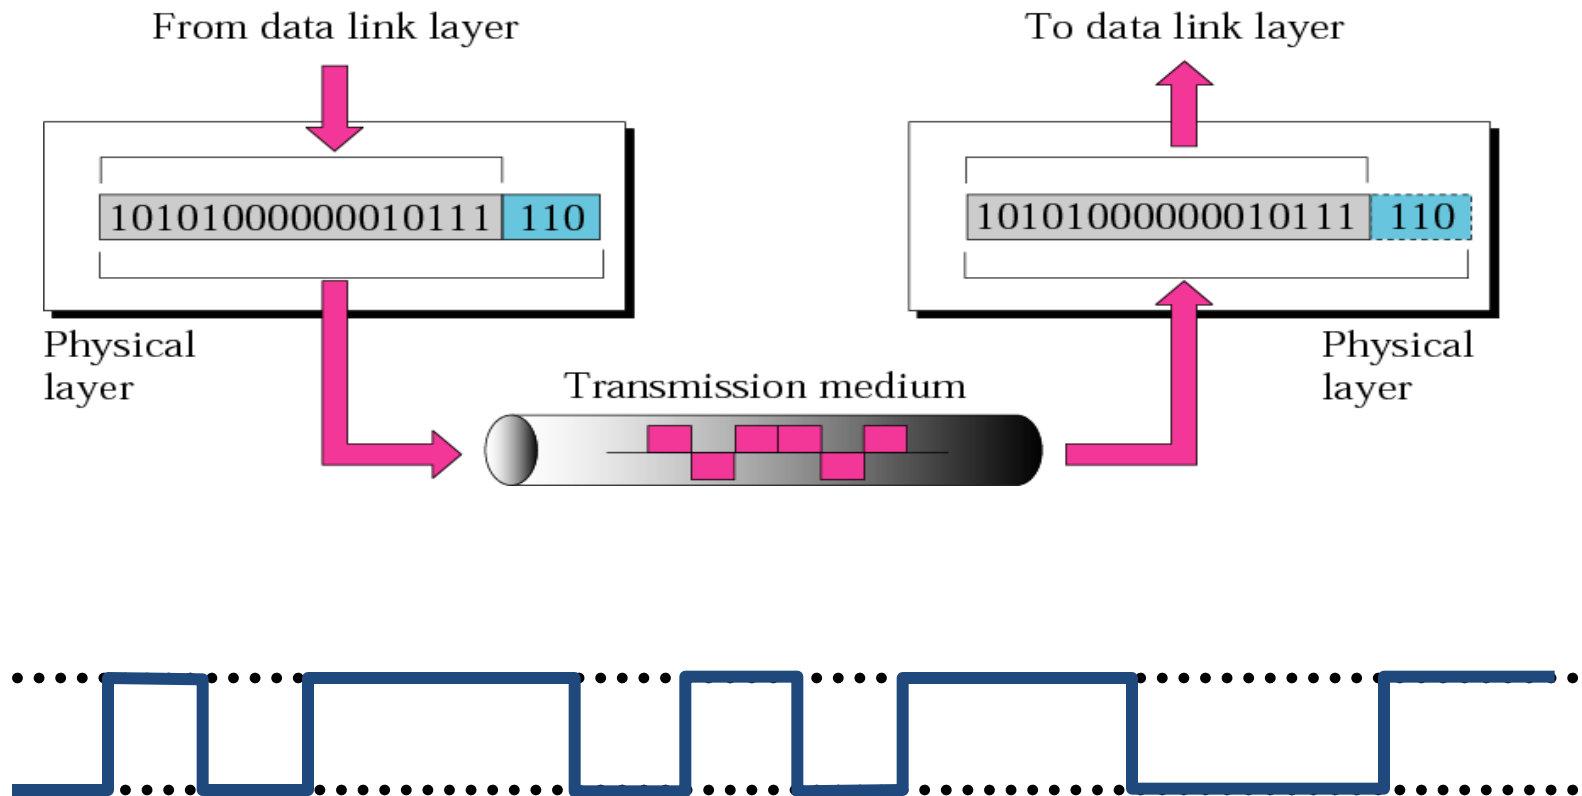 From data link layer
To data link layer
10101000000010111 110
10101000000010111 110
Physical
layer
Physical
layer
Transmission medium